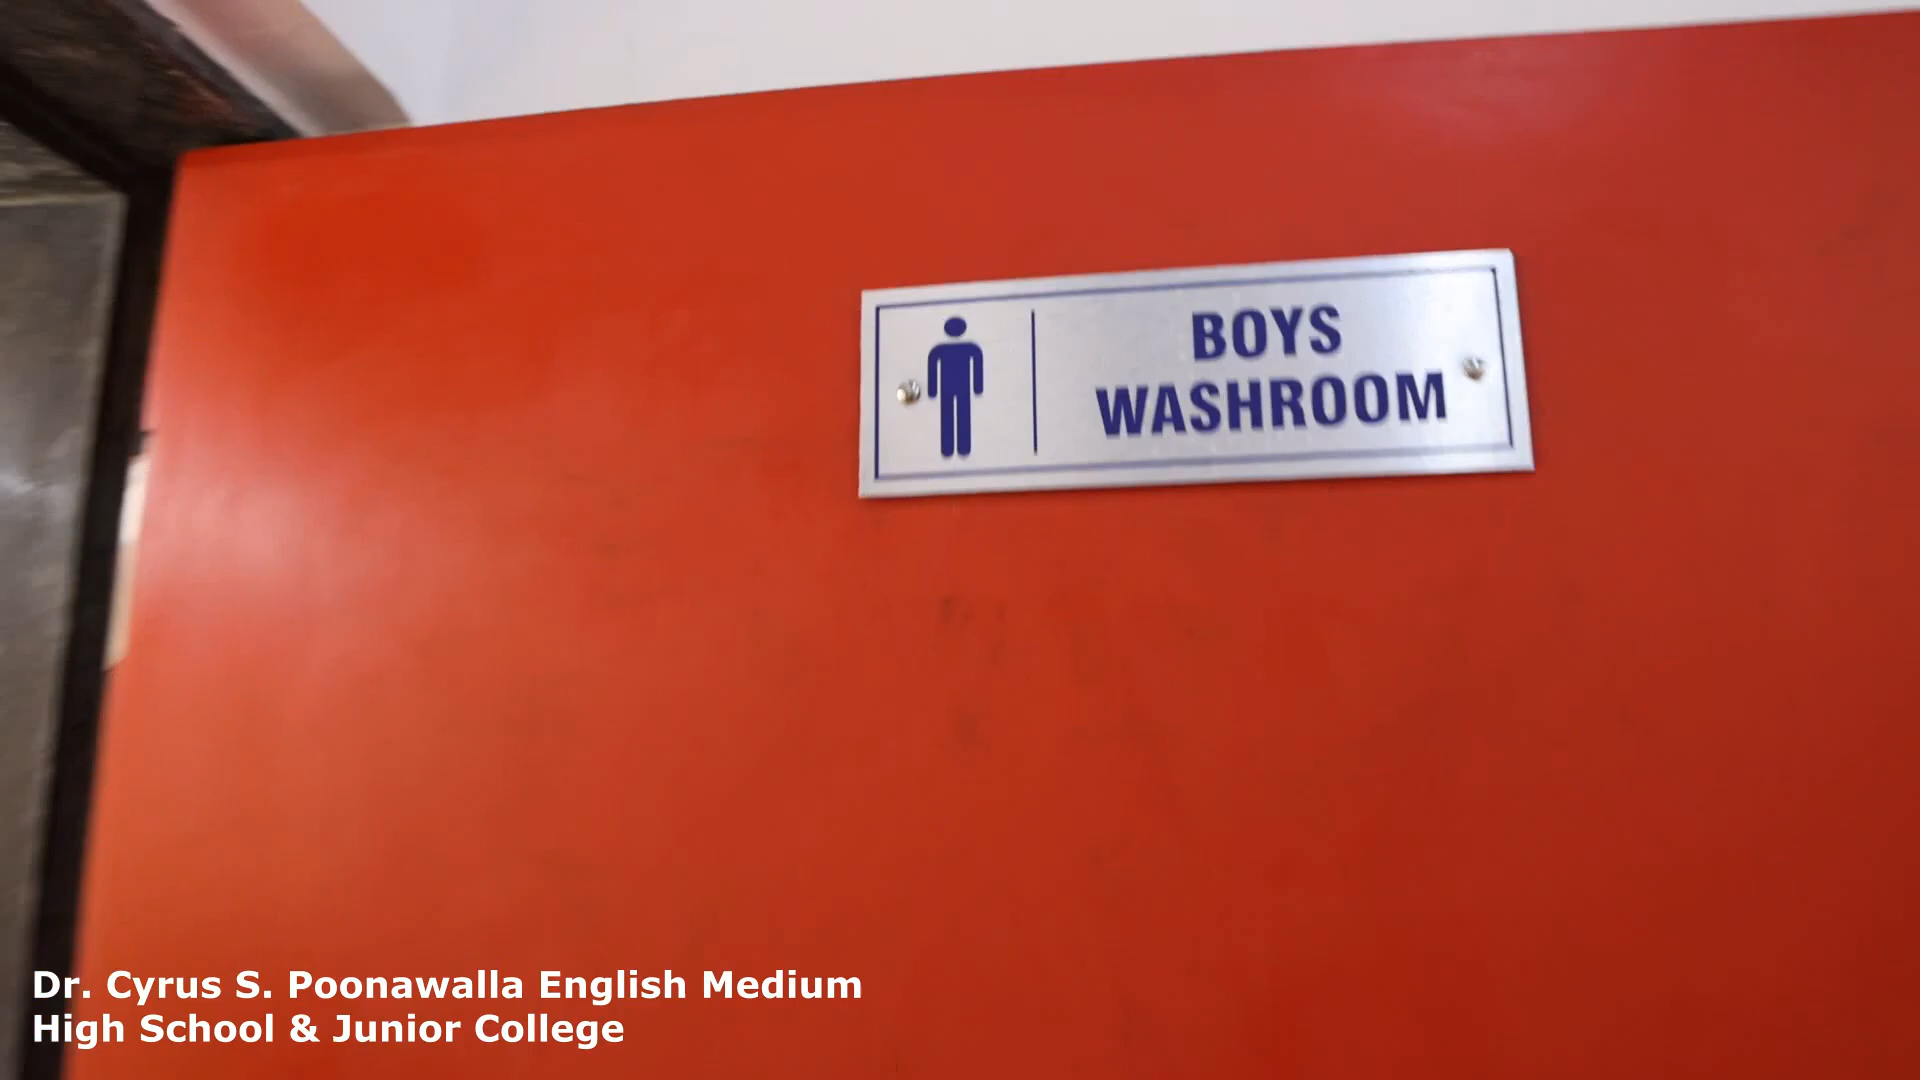 BOYS
WASHROOM
Dr. Cyrus S. Poonawalla English Medium
High School & Junior College